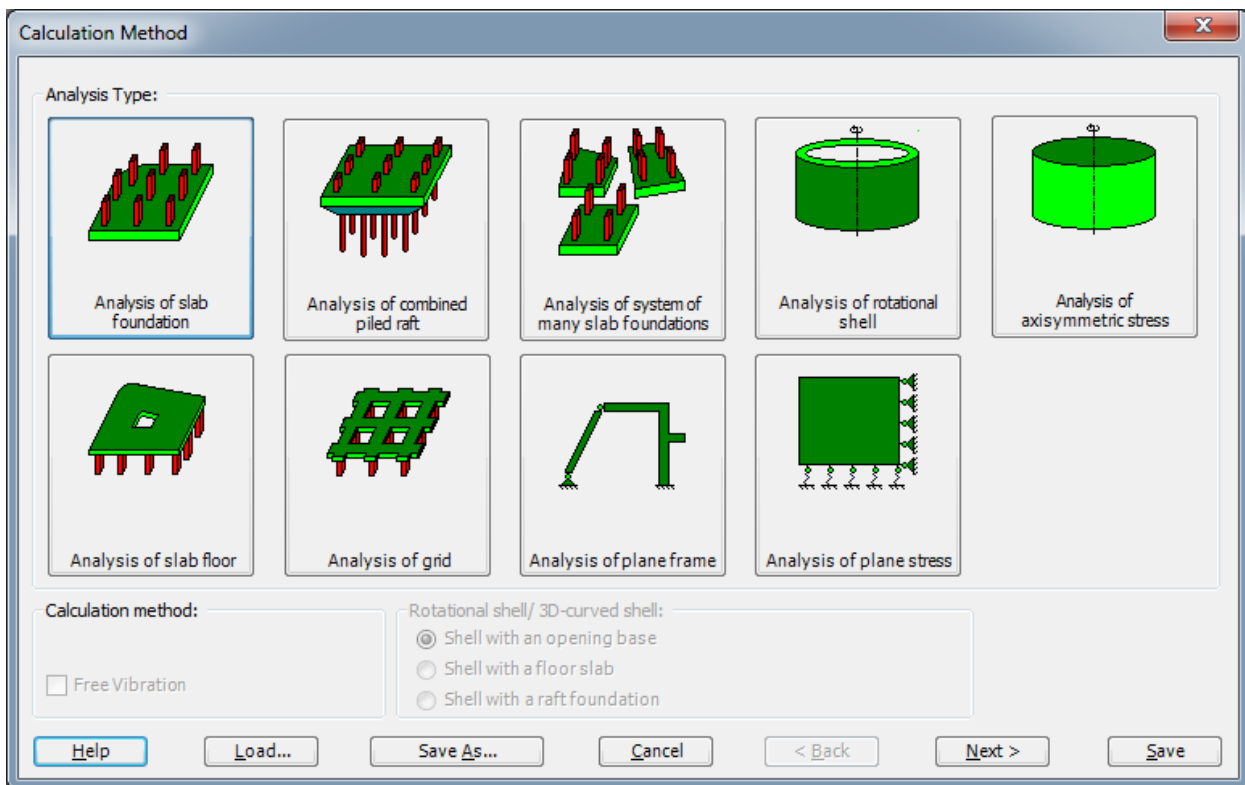 Calculation Method
Analysis Type:
Analysis of slab
foundation
Analysis of combined
piled raft
Analysis of system of
many slab foundations
Analysis of rotational
shell
Analysis of
axisymmetric stress
Analysis of slab floor
Analysis of grid
Analysis of plane frame
Analysis of plane stress
Calculation method:
Free Vibration
Rotational shell/ 3D-curved shell:
Shell with an opening base
Shell with a floor slab
Shell with a raft foundation
Help
Load...
Save As...
Cancel
< Back
Next >
Save